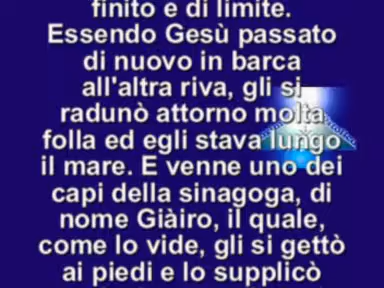 finito e di limite.
Essendo Gesù passato
di nuovo in barca
all'altra riva, gli si
radunò attorno molta
folla ed egli stava lungo
il mare. E venne uno dei
capi della sinagoga, di
nome Giàiro, il quale,
come lo vide, gli si gettò
ai piedi e lo supplicò